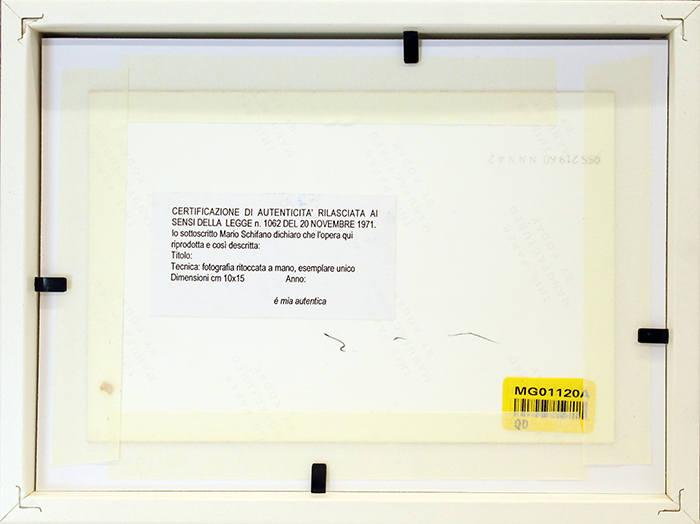 CERTIFICAZIONE DI AUTENTICITA' RILASCIATA AI
SENSI DELLA LEGGE n. 1062 DEL 20 NOVEMBRE 1971.
Io sottoscritto Mario Schifano dichiaro che l'opera qui
riprodotta e così descritta:
Titolo:
Tecnica: fotografia ritoccata a mano, esemplare unico
Dimensioni cm 10x15 Anno:
é mia autentica
MG01120A
QD